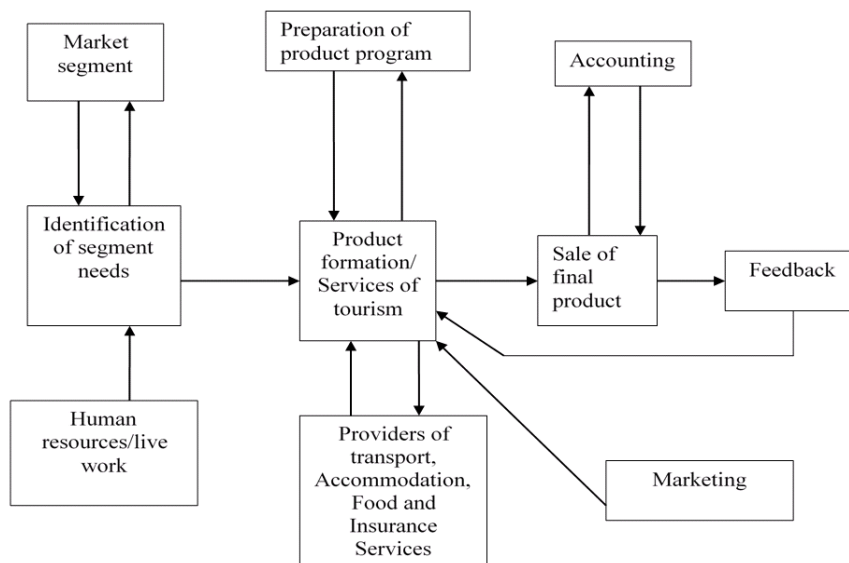 Market
segment
Preparation of
product program
Accounting
Identification
of segment
needs
Product
formation/
Services of
tourism
Sale of
final
product
Feedback
Human
resources/live
work
Providers of
transport,
Accommodation,
Food and
Insurance
Services
Marketing